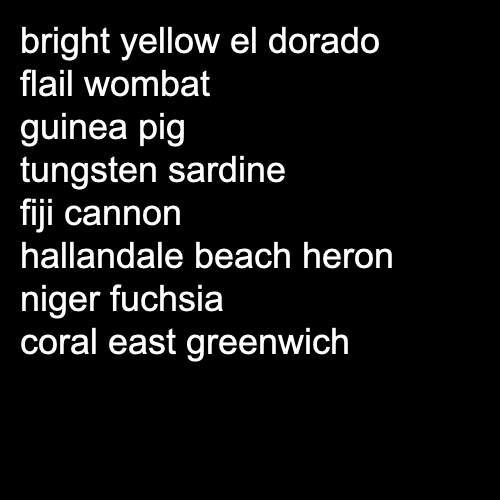 bright yellow el dorado
flail wombat
guinea pig
tungsten sardine
fiji cannon
hallandale beach heron
niger fuchsia
coral east greenwich